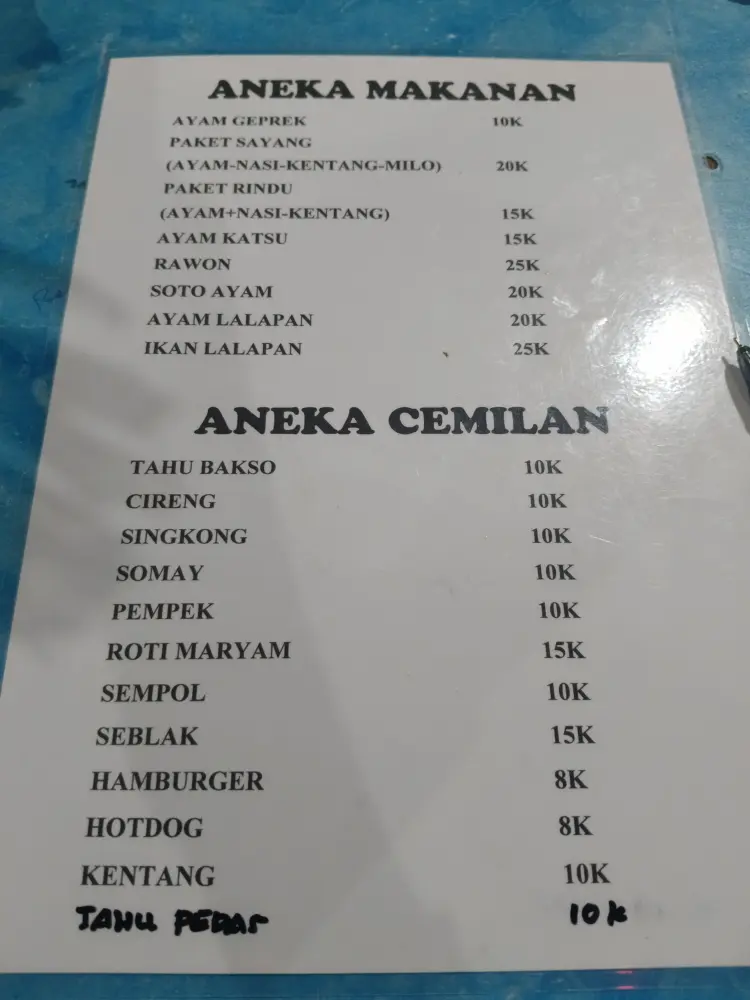 ANEKA MAKANAN
AYAM GEPREK 10K
PAKET SAYANG
(AYAM-NASI-KENTANG-MILO) 20K
PAKET RINDU
(AYAM+NASI-KENTANG) 15K
AYAM KATSU 15K
RAWON 25K
SOTO AYAM 20K
AYAM LALAPAN 20K
IKAN LALAPAN 25K
ANEKA CEMILAN
TAHU BAKSO 10K
CIRENG 10K
SINGKONG 10K
SOMAY 10K
PEMPEK 10K
ROTI MARYAM 15K
SEMPOL 10K
SEBLAK 15K
HAMBURGER 8K
HOTDOG 8K
KENTANG 10K
TAHU PEDAS 10K